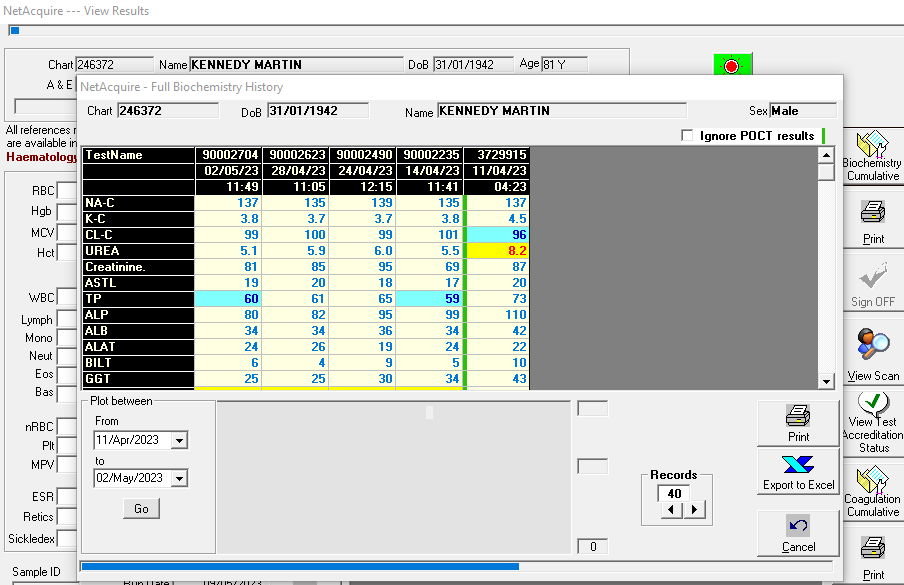 NetAcquire --- View Results
Chart 246372 Name KENNEDY MARTIN DoB 31/01/1942 Age 81 Y
A & E
NetAcquire - Full Biochemistry History
Chart 246372 DoB 31/01/1942 Name KENNEDY MARTIN Sex Male
Ignore POCT results
All references r
are available in
Haematology
TestName 90002704 90002623 90002490 90002235 3729915
02/05/23 28/04/23 24/04/23 14/04/23 11/04/23
11:49 11:05 12:15 11:41 04:23
NA-C 137 135 139 135 137
K-C 3.8 3.7 3.7 3.8 4.5
CL-C 99 100 99 101 96
UREA 5.1 5.9 6.0 5.5 8.2
Creatinine. 81 85 95 69 87
ASTL 19 20 18 17 20
TP 60 61 65 59 73
ALP 80 82 95 99 110
ALB 34 34 36 34 42
ALAT 24 26 19 24 22
BILT 6 4 9 5 10
GGT 25 25 30 34 43
RBC
Hgb
MCV
Hct
WBC
Lymph
Mono
Neut
Eos
Bas
nRBC
Plt
MPV
ESR
Retics
Sickledex
Sample ID
Plot between
From
11/Apr/2023
to
02/May/2023
Go
0
Records
40
Print
Export to Excel
Cancel
Biochemistry
Cumulative
Print
Sign OFF
View Scan
View Test
Accreditation
Status
Coagulation
Cumulative
Print
Run Date 09/05/2023